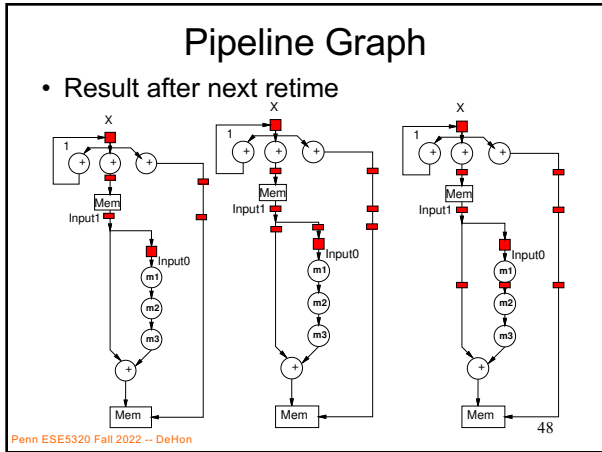 Pipeline Graph
• Result after next retime
X
1
+
+
+
Mem
Input1
Input0
m1
m2
m3
+
Mem
X
1
+
+
+
Mem
Input1
Input0
m1
m2
m3
+
Mem
X
1
+
+
+
Mem
Input1
Input0
m1
m2
m3
+
Mem
48
Penn ESE5320 Fall 2022 -- DeHon